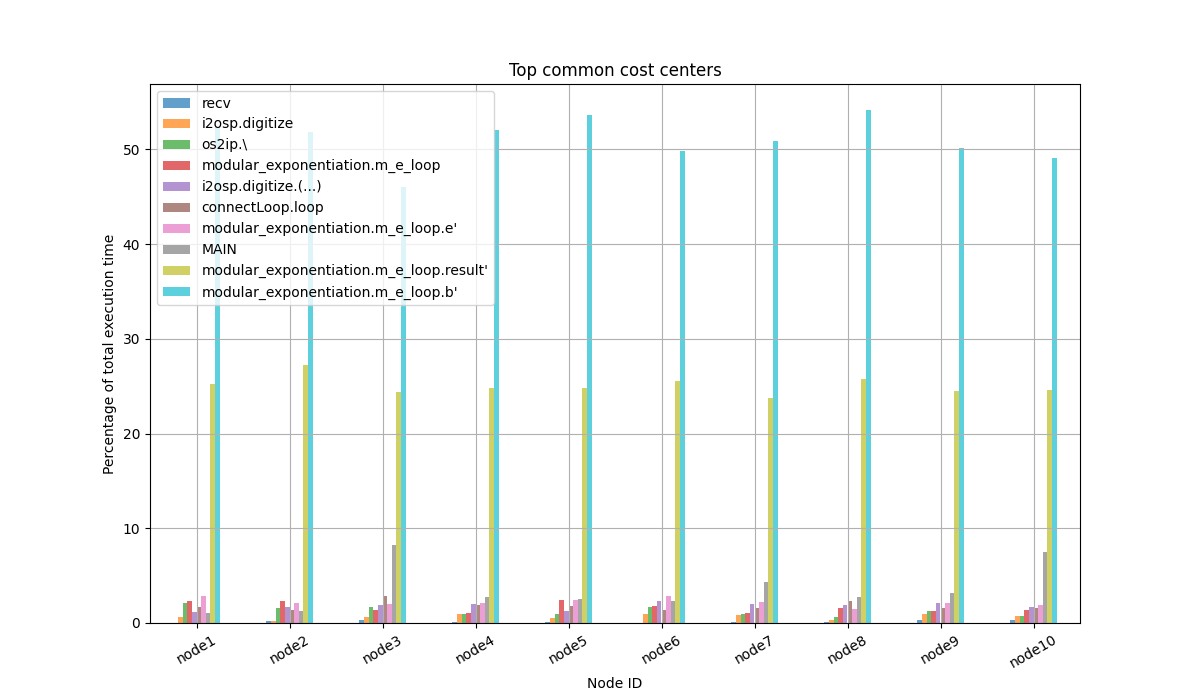 Top common cost centers
recv
i2osp.digitize
os2ip.\
modular_exponentiation.m_e_loop
i2osp.digitize.(...)
connectLoop.loop
modular_exponentiation.m_e_loop.e'
MAIN
modular_exponentiation.m_e_loop.result'
modular_exponentiation.m_e_loop.b'
Percentage of total execution time
50
40
30
20
10
0
node1
node2
node3
node4
node5
node6
node7
node8
node9
node10
Node ID